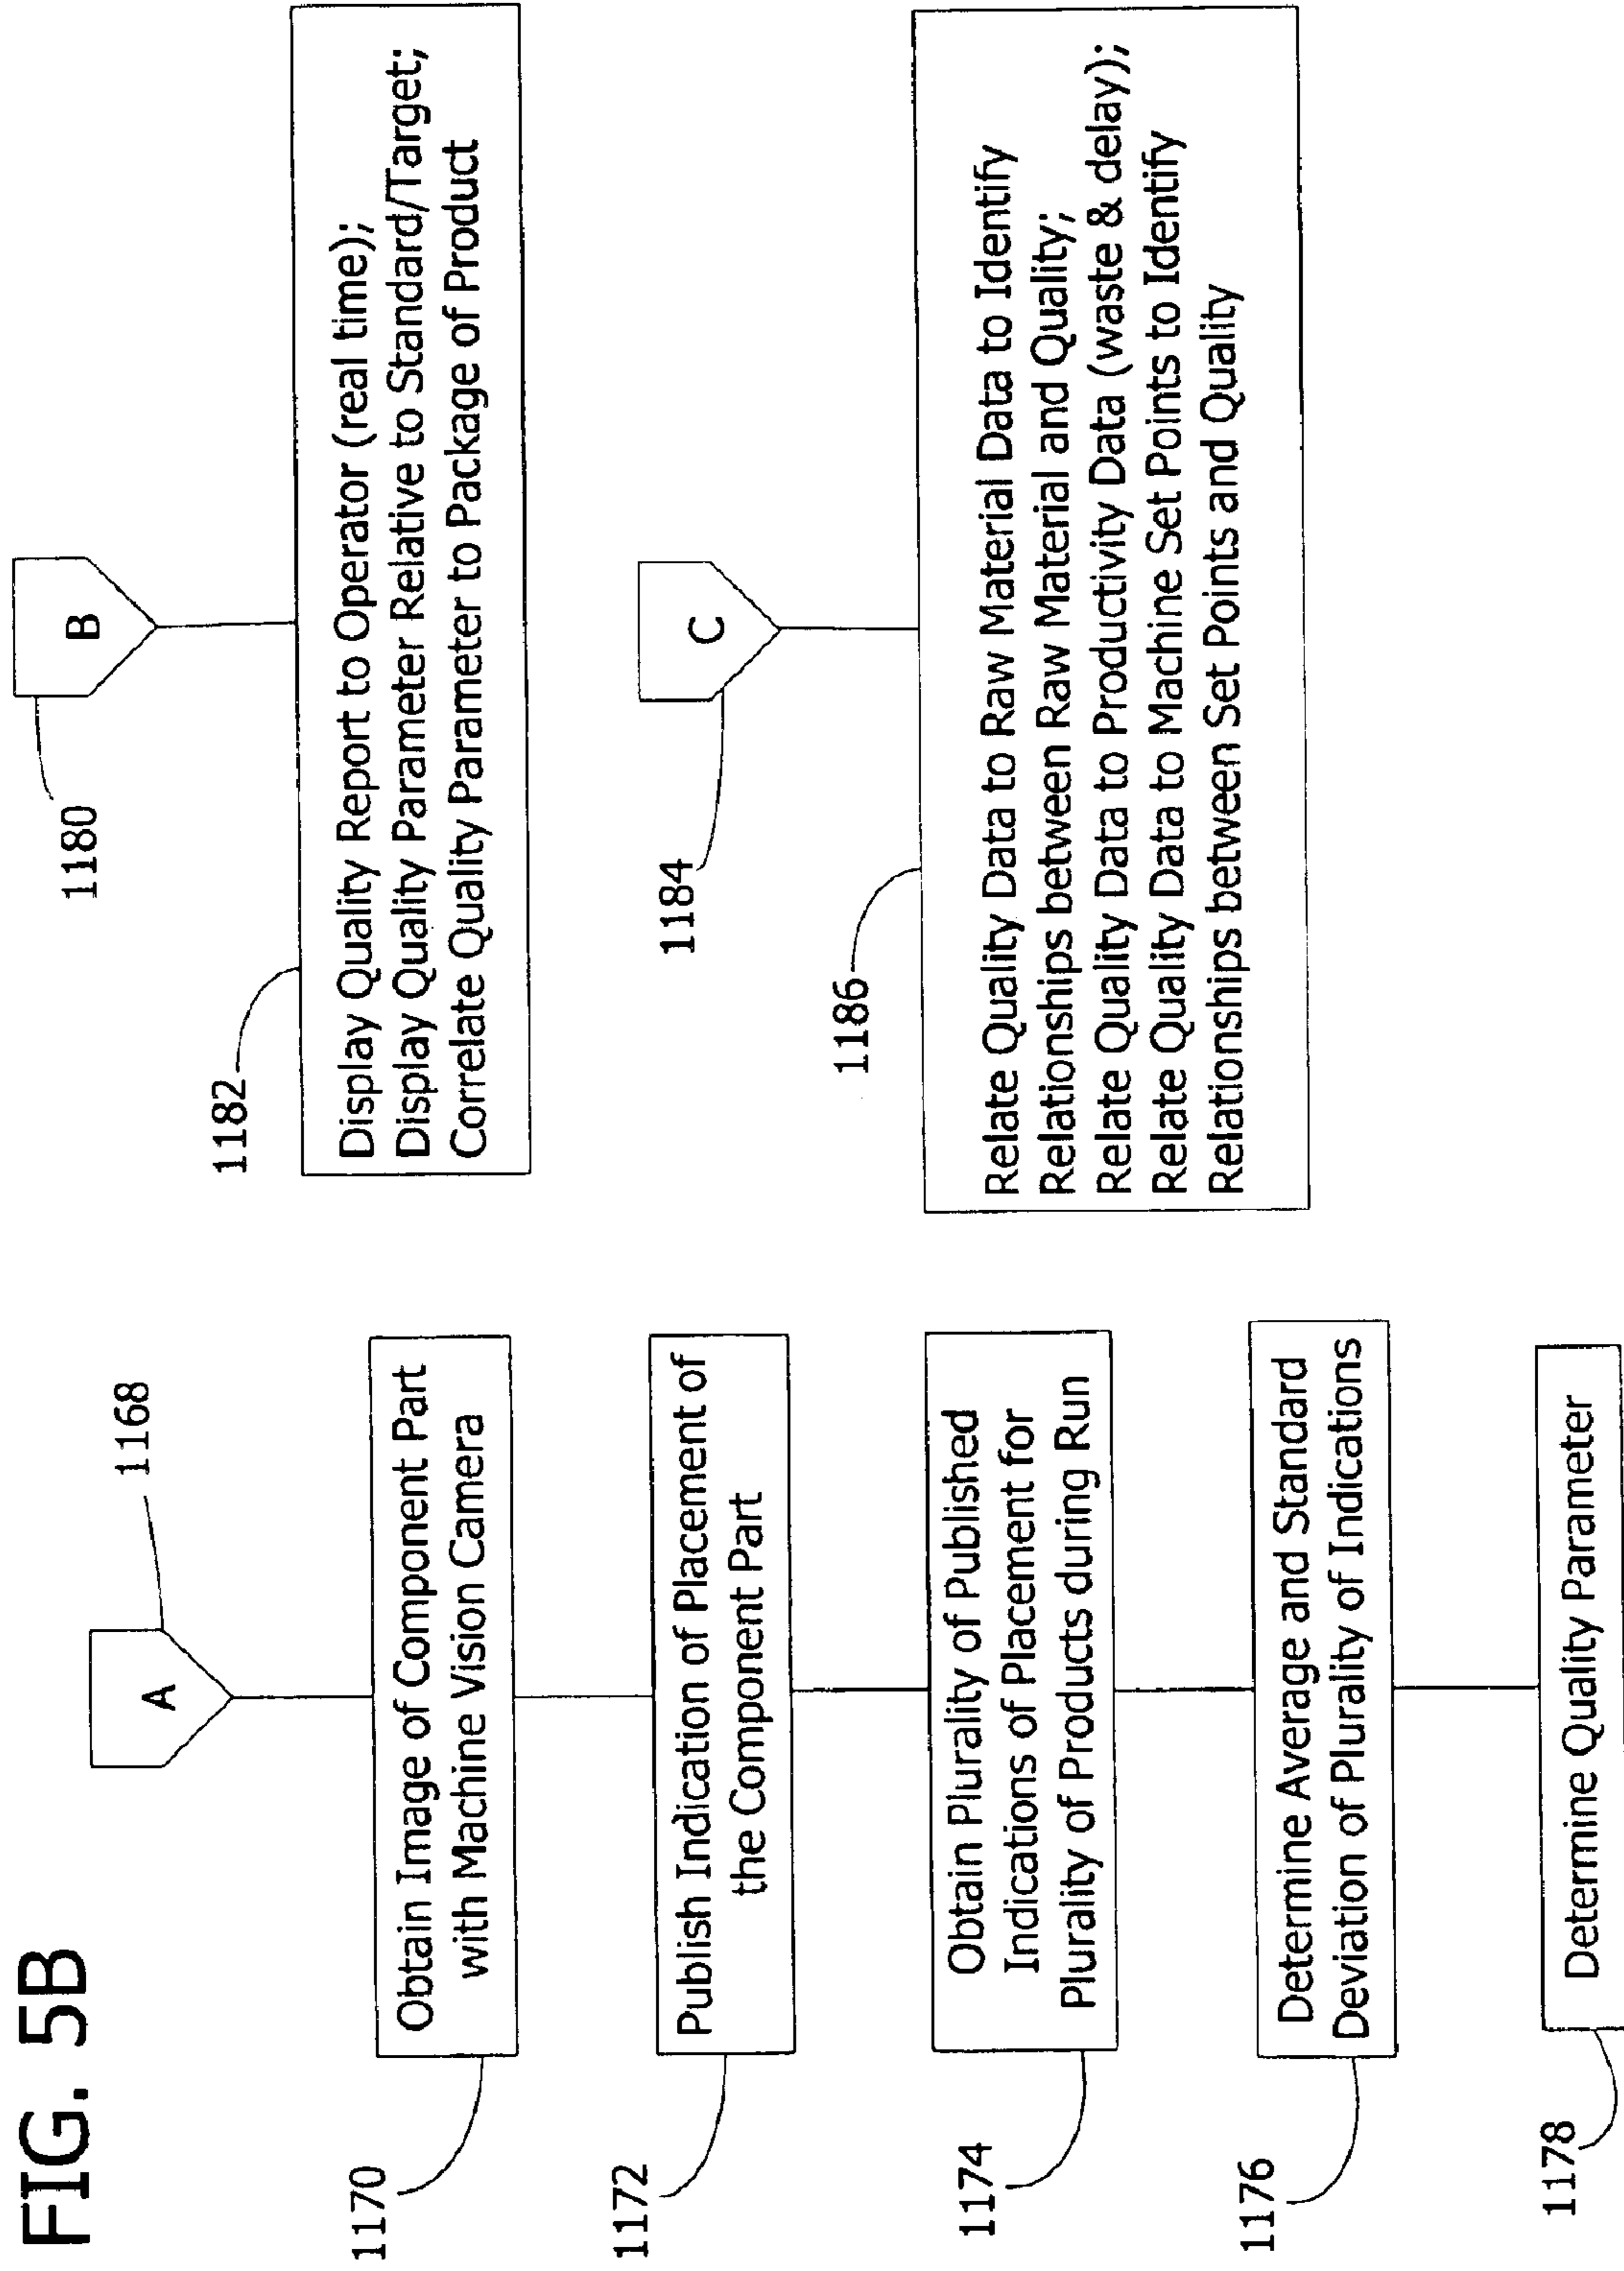 FIG. 5B
A
1168
1170
Obtain Image of Component Part
with Machine Vision Camera
1172
Publish Indication of Placement of
the Component Part
1174
Obtain Plurality of Published
Indications of Placement for
Plurality of Products during Run
1176
Determine Average and Standard
Deviation of Plurality of Indications
1178
Determine Quality Parameter
B
1180
1182
Display Quality Report to Operator (real time);
Display Quality Parameter Relative to Standard/Target;
Correlate Quality Parameter to Package of Product
C
1184
1186
Relate Quality Data to Raw Material Data to Identify
Relationships between Raw Material and Quality;
Relate Quality Data to Productivity Data (waste & delay);
Relate Quality Data to Machine Set Points to Identify
Relationships between Set Points and Quality